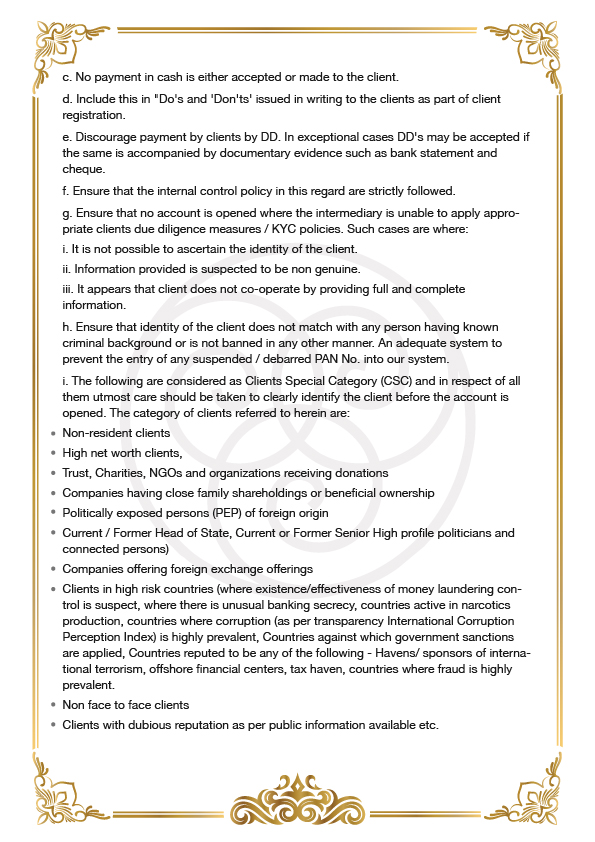 c. No payment in cash is either accepted or made to the client.
d. Include this in "Do's and 'Don'ts' issued in writing to the clients as part of client
registration.
e. Discourage payment by clients by DD. In exceptional cases DD's may be accepted if
the same is accompanied by documentary evidence such as bank statement and
cheque.
f. Ensure that the internal control policy in this regard are strictly followed.
g. Ensure that no account is opened where the intermediary is unable to apply appro-
priate clients due diligence measures / KYC policies. Such cases are where:
i. It is not possible to ascertain the identity of the client.
ii. Information provided is suspected to be non genuine.
iii. It appears that client does not co-operate by providing full and complete
information.
h. Ensure that identity of the client does not match with any person having known
criminal background or is not banned in any other manner. An adequate system to
prevent the entry of any suspended / debarred PAN No. into our system.
i. The following are considered as Clients Special Category (CSC) and in respect of all
them utmost care should be taken to clearly identify the client before the account is
opened. The category of clients referred to herein are:
• Non-resident clients
• High net worth clients,
• Trust, Charities, NGOs and organizations receiving donations
• Companies having close family shareholdings or beneficial ownership
• Politically exposed persons (PEP) of foreign origin
• Current / Former Head of State, Current or Former Senior High profile politicians and
connected persons)
• Companies offering foreign exchange offerings
• Clients in high risk countries (where existence/effectiveness of money laundering con-
trol is suspect, where there is unusual banking secrecy, countries active in narcotics
production, countries where corruption (as per transparency International Corruption
Perception Index) is highly prevalent, Countries against which government sanctions
are applied, Countries reputed to be any of the following - Havens/ sponsors of interna-
tional terrorism, offshore financial centers, tax haven, countries where fraud is highly
prevalent.
• Non face to face clients
• Clients with dubious reputation as per public information available etc.